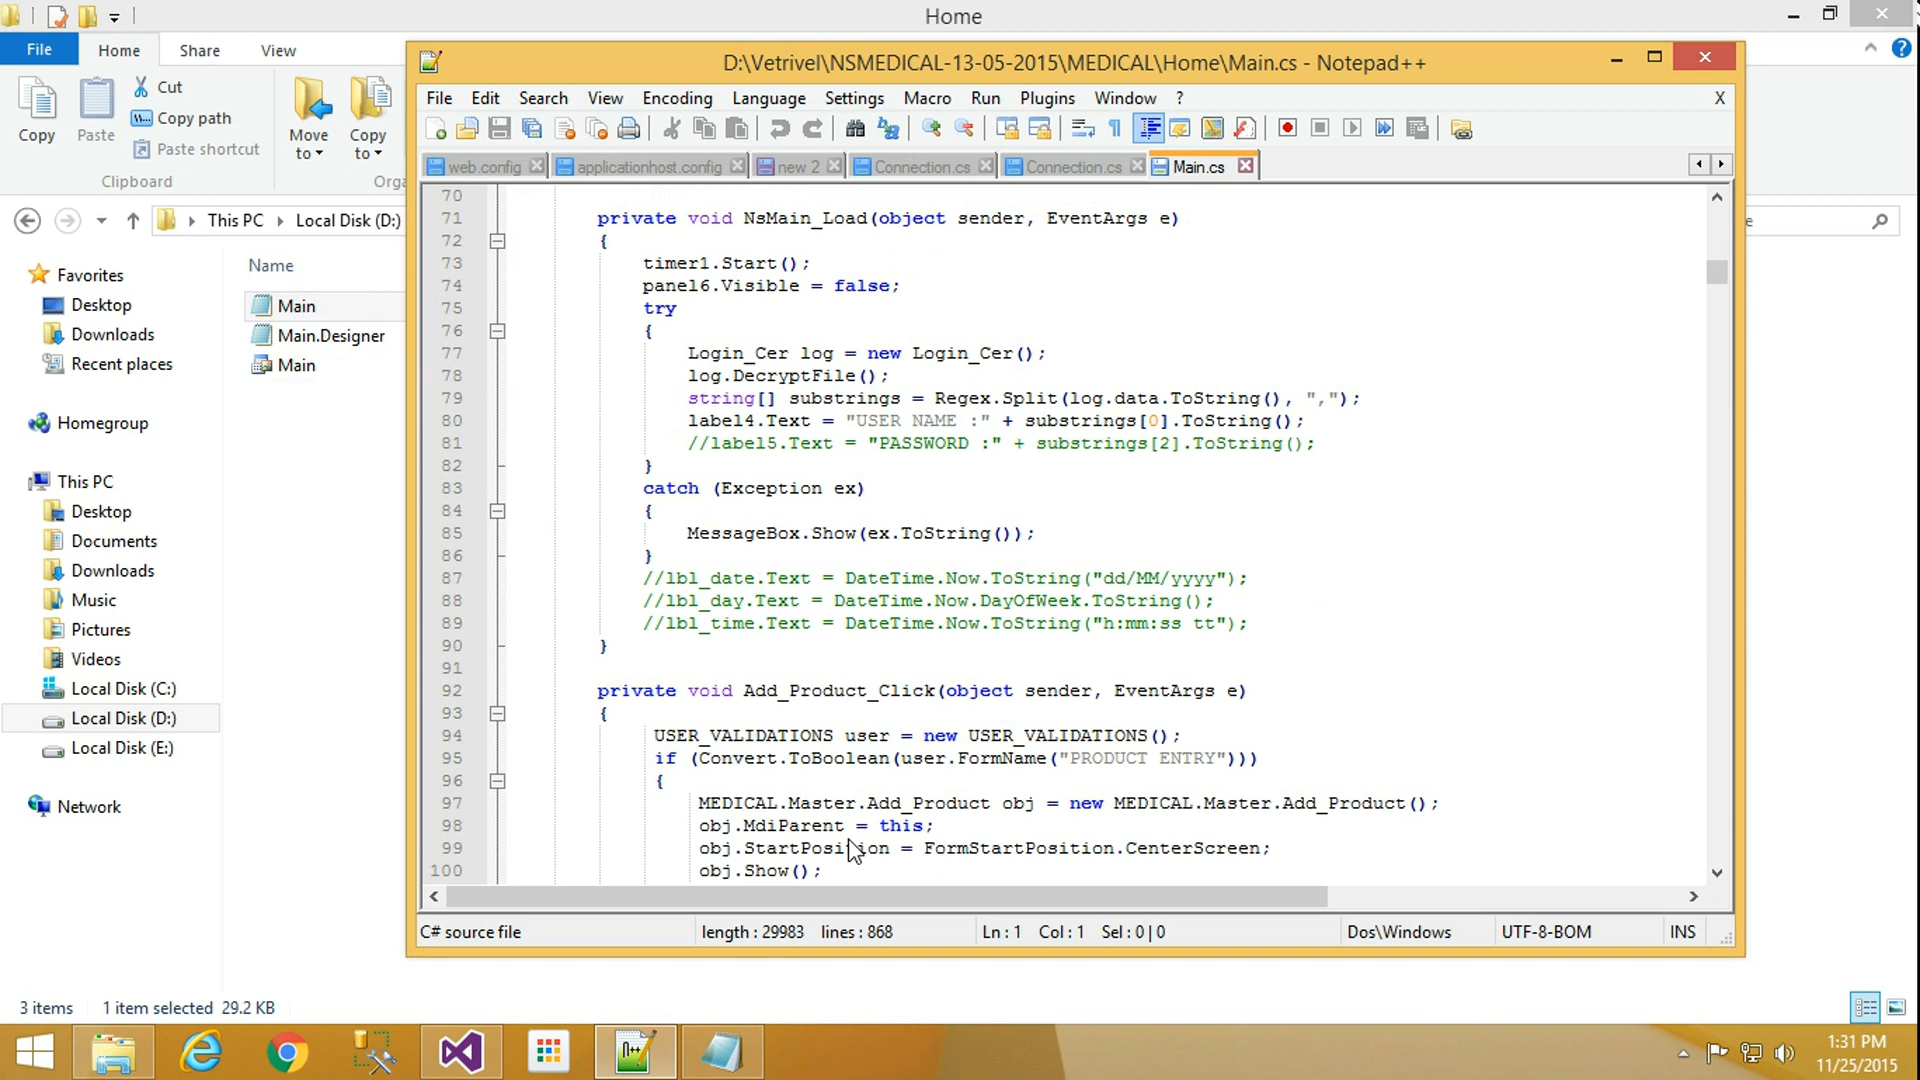 Home
File Home Share View
Copy
Paste
Cut
Copy path
Paste shortcut
Move to
Copy to
Clipboard
Orga
This PC Local Disk (D:)
e
Name
Main
Main.Designer
Main
Favorites
Desktop
Downloads
Recent places
Homegroup
This PC
Desktop
Documents
Downloads
Music
Pictures
Videos
Local Disk (C:)
Local Disk (D:)
Local Disk (E:)
Network
3 items 1 item selected 29.2 KB
D:\Vetrivel\NSMEDICAL-13-05-2015\MEDICAL\Home\Main.cs - Notepad++
File Edit Search View Encoding Language Settings Macro Run Plugins Window ? X
web.config applicationhost.config new 2 Connection.cs Connection.cs Main.cs
70
71 private void NsMain_Load(object sender, EventArgs e)
72 {
73 timer1.Start();
74 panel6.Visible = false;
75 try
76 {
77 Login_Cer log = new Login_Cer();
78 log.DecryptFile();
79 string[] substrings = Regex.Split(log.data.ToString(), ",");
80 label4.Text = "USER NAME :" + substrings[0].ToString();
81 //label5.Text = "PASSWORD :" + substrings[2].ToString();
82 }
83 catch (Exception ex)
84 {
85 MessageBox.Show(ex.ToString());
86 }
87 //lbl_date.Text = DateTime.Now.ToString("dd/MM/yyyy");
88 //lbl_day.Text = DateTime.Now.DayOfWeek.ToString();
89 //lbl_time.Text = DateTime.Now.ToString("h:mm:ss tt");
90 }
91
92 private void Add_Product_Click(object sender, EventArgs e)
93 {
94 USER_VALIDATIONS user = new USER_VALIDATIONS();
95 if (Convert.ToBoolean(user.FormName("PRODUCT ENTRY")))
96 {
97 MEDICAL.Master.Add_Product obj = new MEDICAL.Master.Add_Product();
98 obj.MdiParent = this;
99 obj.StartPosition = FormStartPosition.CenterScreen;
100 obj.Show();
C# source file length : 29983 lines : 868 Ln : 1 Col : 1 Sel : 0 | 0 Dos\Windows UTF-8-BOM INS
1:31 PM
11/25/2015